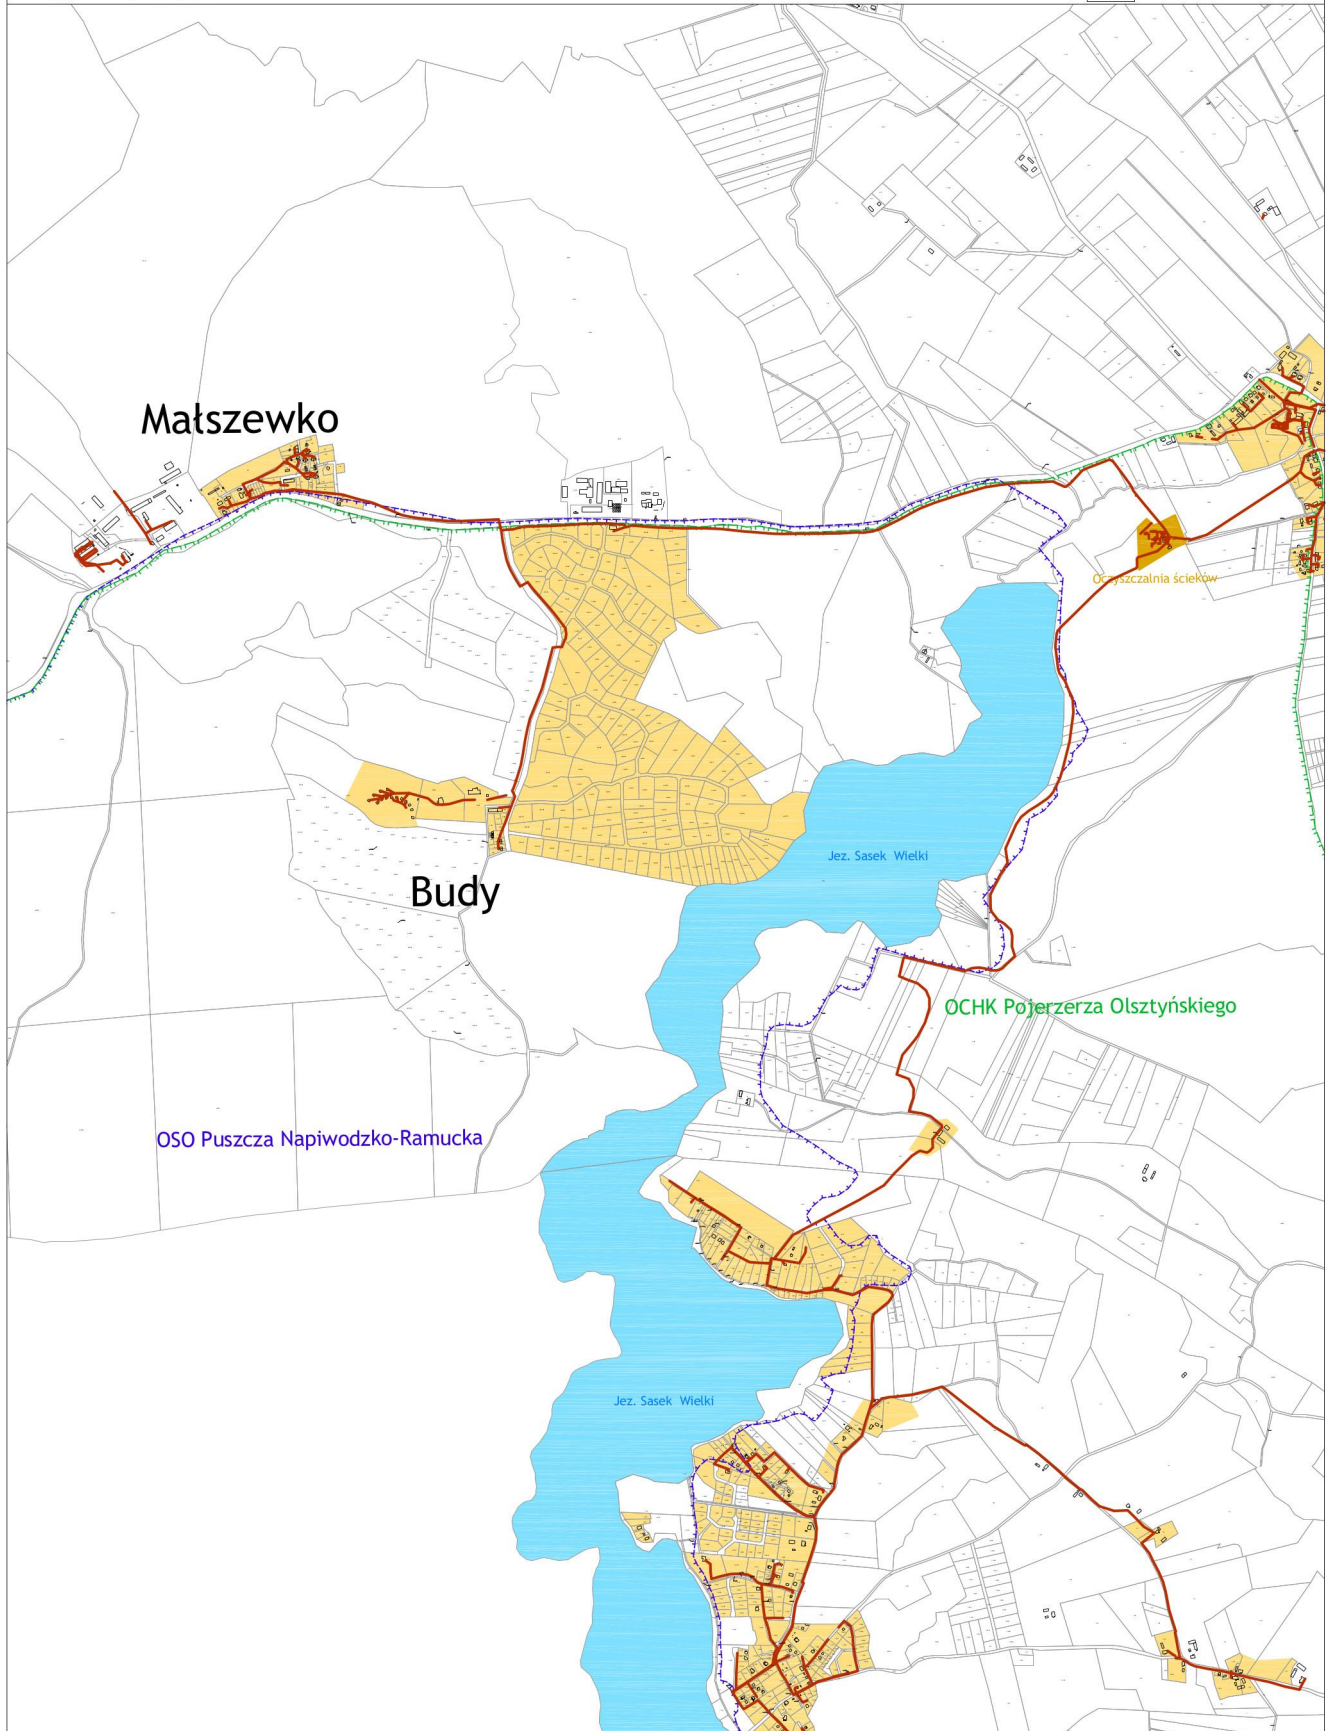 Małszewko
Oczyszczalnia ścieków
Jez. Sasek Wielki
Budy
OCHK Pojerzerza Olsztyńskiego
OSO Puszcza Napiwodzko-Ramucka
Jez. Sasek Wielki